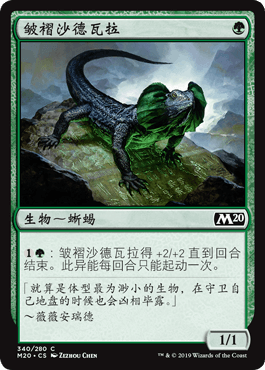 皱褶沙德瓦拉
生物～蜥蜴
M20
1：皱褶沙德瓦拉得 +2/+2 直到回合
结束。此异能每回合只能起动一次。
「就算是体型最为渺小的生物，在守卫自
己地盘的时候也会凶相毕露。」
～薇薇安瑞德
1/1
340/280 C
M20 • CS ZEZHOU CHEN
™ & © 2019 Wizards of the Coast